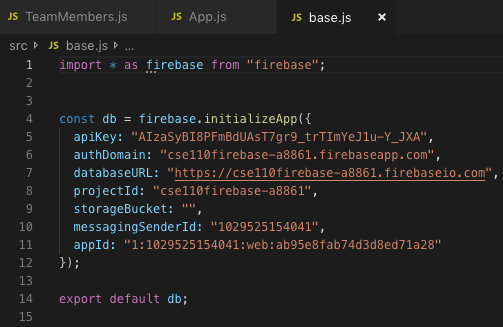 JS TeamMembers.js JS App.js JS base.js ×
src > JS base.js > ...
1 import * as firebase from "firebase";
2
3
4 const db = firebase.initializeApp({
5 apiKey: "AIzaSyBI8PFmBdUAsT7gr9_trTImYeJ1u-Y_JXA",
6 authDomain: "cse110firebase-a8861.firebaseapp.com",
7 databaseURL: "https://cse110firebase-a8861.firebaseio.com",
8 projectId: "cse110firebase-a8861",
9 storageBucket: "",
10 messagingSenderId: "1029525154041",
11 appId: "1:1029525154041:web:ab95e8fab74d3d8ed71a28"
12 });
13
14 export default db;
15